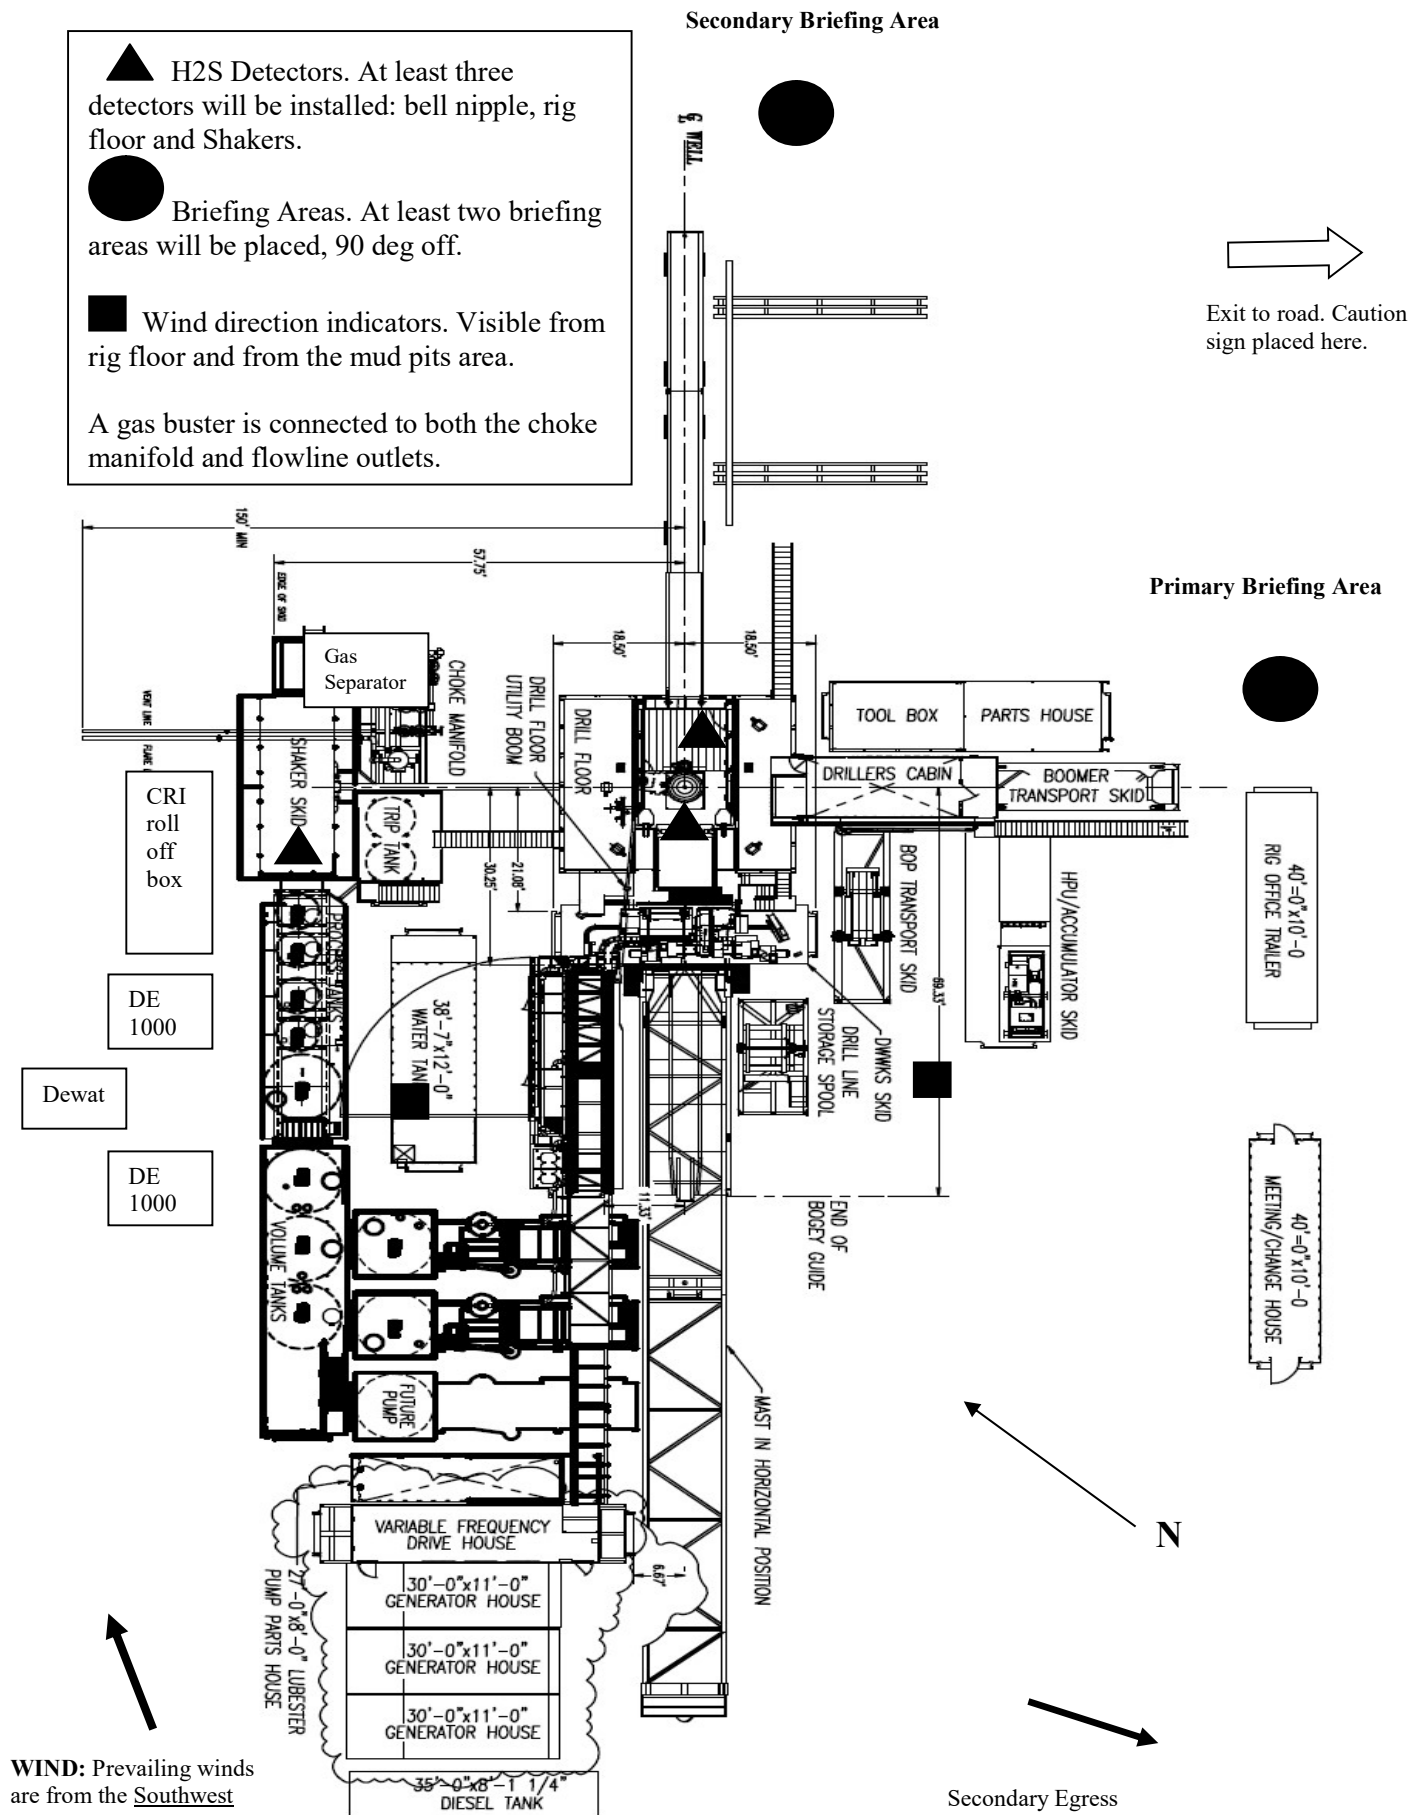 Secondary Briefing Area
H2S Detectors. At least three
detectors will be installed: bell nipple, rig
floor and Shakers.
Briefing Areas. At least two briefing
areas will be placed, 90 deg off.
Wind direction indicators. Visible from
rig floor and from the mud pits area.
A gas buster is connected to both the choke
manifold and flowline outlets.
WELL
Exit to road. Caution
sign placed here.
150' MIN
57.75'
EDGE OF SKID
18.50'
18.50'
Primary Briefing Area
Gas
Separator
CHOKE MANIFOLD
DRILL FLOOR
UTILITY BOOM
DRILL FLOOR
TOOL BOX
PARTS HOUSE
VENT LINE
SHAKER SKID
DRILLERS CABIN
BOOMER
TRANSPORT SKID
CRI
roll
off
box
TRIP TANK
30.25'
21.08'
BOP TRANSPORT SKID
HPU/ACCUMULATOR SKID
40'=0"x10'-0
RIG OFFICE TRAILER
DE
1000
38'-7"x12'-0"
WATER TAN
69.33'
DWWKS SKID
DRILL LINE
STORAGE SPOOL
Dewat
DE
1000
VOLUME TANKS
11.33'
END OF
BOGEY GUIDE
40'=0"x10'-0
MEETING/CHANGE HOUSE
FUTURE
PUMP
MAST IN HORIZONTAL POSITION
N
VARIABLE FREQUENCY
DRIVE HOUSE
6.67'
27'-0"x8'-0" LUBESTER
PUMP PARTS HOUSE
30'-0"x11'-0"
GENERATOR HOUSE
30'-0"x11'-0"
GENERATOR HOUSE
30'-0"x11'-0"
GENERATOR HOUSE
35'-0"x8'-1 1/4"
DIESEL TANK
WIND: Prevailing winds
are from the Southwest
Secondary Egress